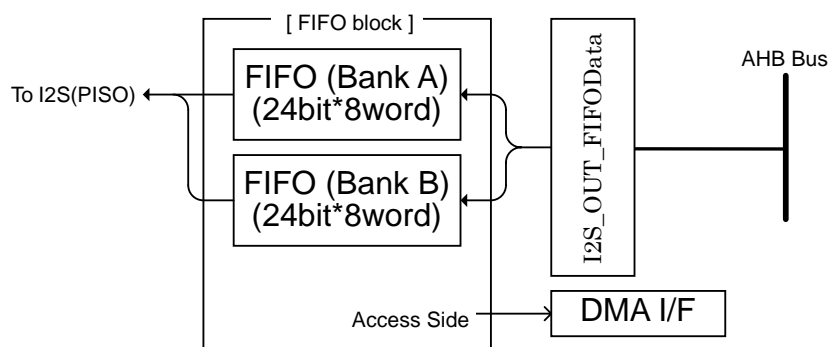 [ FIFO block ]
FIFO (Bank A)
(24bit*8word)
To I2S(PISO)
FIFO (Bank B)
(24bit*8word)
I2S_OUT_FIFOData
AHB Bus
Access Side
DMA I/F